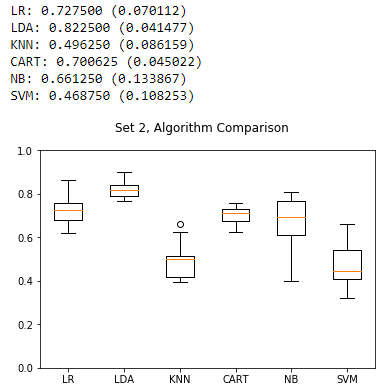 LR: 0.727500 (0.070112)
LDA: 0.822500 (0.041477)
KNN: 0.496250 (0.086159)
CART: 0.700625 (0.045022)
NB: 0.661250 (0.133867)
SVM: 0.468750 (0.108253)
Set 2, Algorithm Comparison
1.0
0.8
0.6
0.4
0.2
0.0
LR LDA KNN CART NB SVM